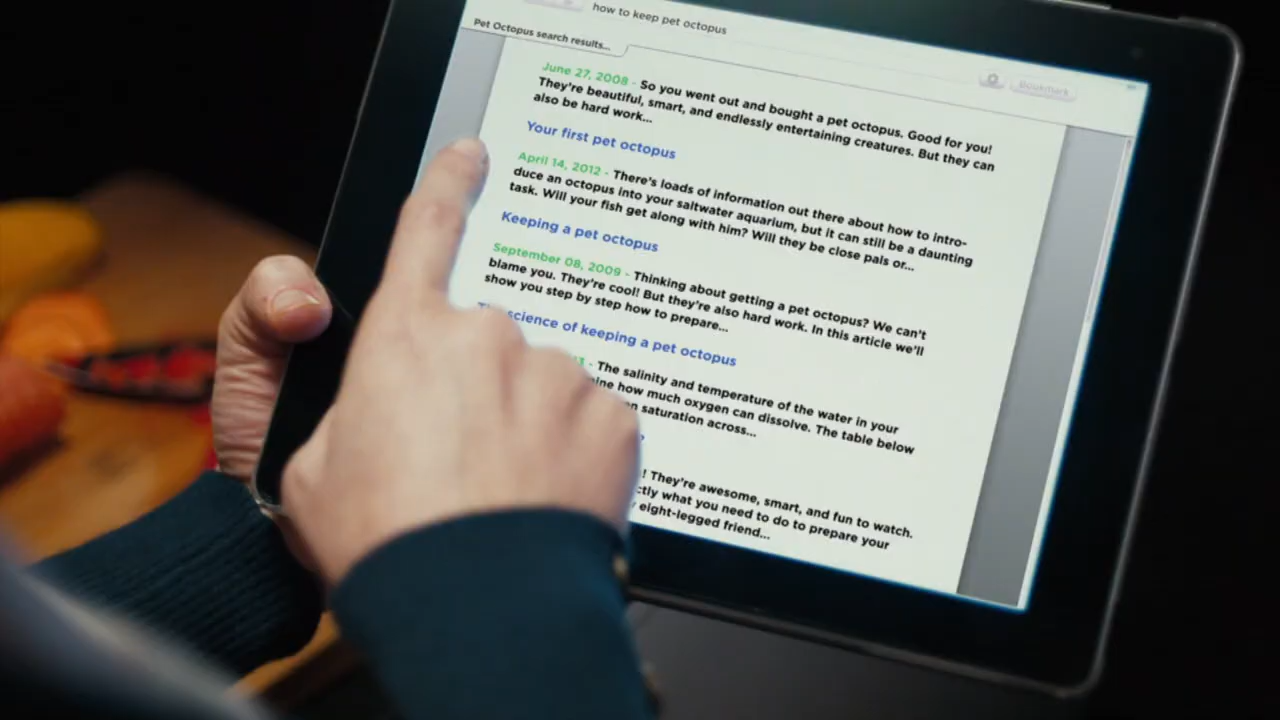 how to keep pet octopus
Pet Octopus search results...
Bookmark
June 27, 2008 - So you went out and bought a pet octopus. Good for you!
They're beautiful, smart, and endlessly entertaining creatures. But they can
also be hard work...
Your first pet octopus
April 14, 2012 - There's loads of information out there about how to intro-
duce an octopus into your saltwater aquarium, but it can still be a daunting
task. Will your fish get along with him? Will they be close pals or...
Keeping a pet octopus
September 08, 2009 - Thinking about getting a pet octopus? We can't
blame you. They're cool! But they're also hard work. In this article we'll
show you step by step how to prepare...
science of keeping a pet octopus
- The salinity and temperature of the water in your
how much oxygen can dissolve. The table below
saturation across...
! They're awesome, smart, and fun to watch.
what you need to do to prepare your
eight-legged friend...